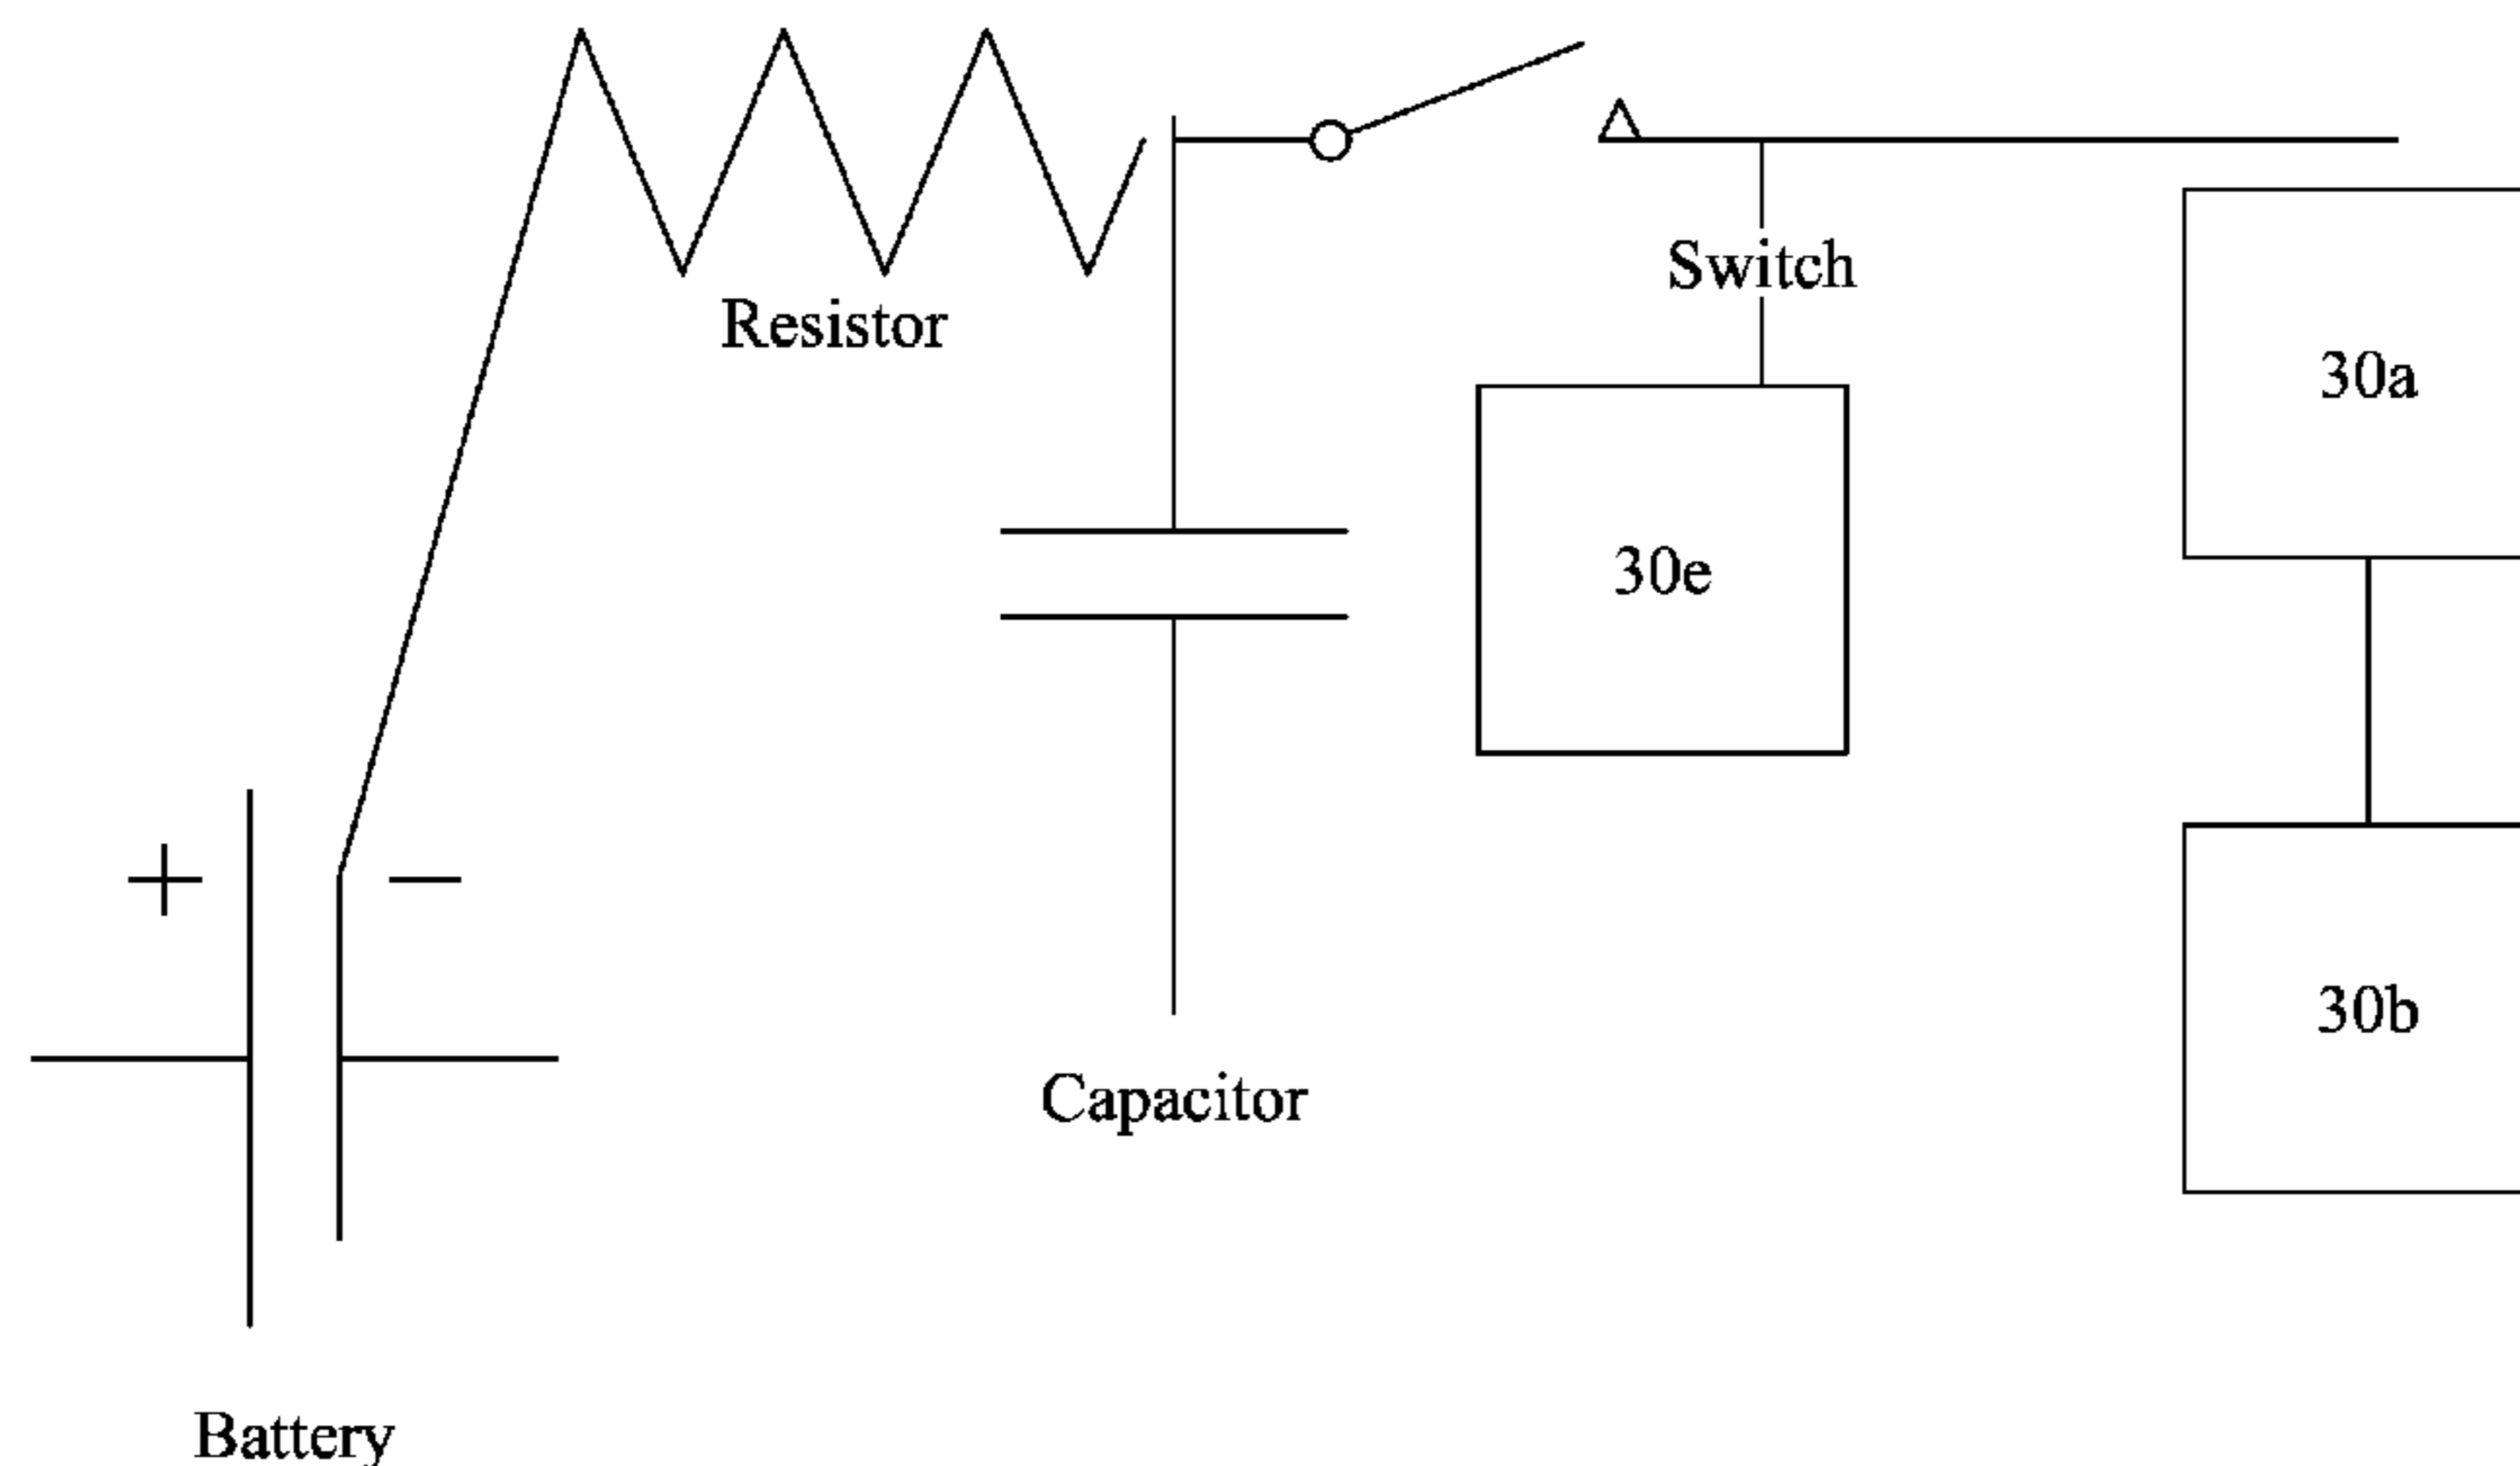 Switch
Resistor
30a
30e
+ −
30b
Capacitor
Battery